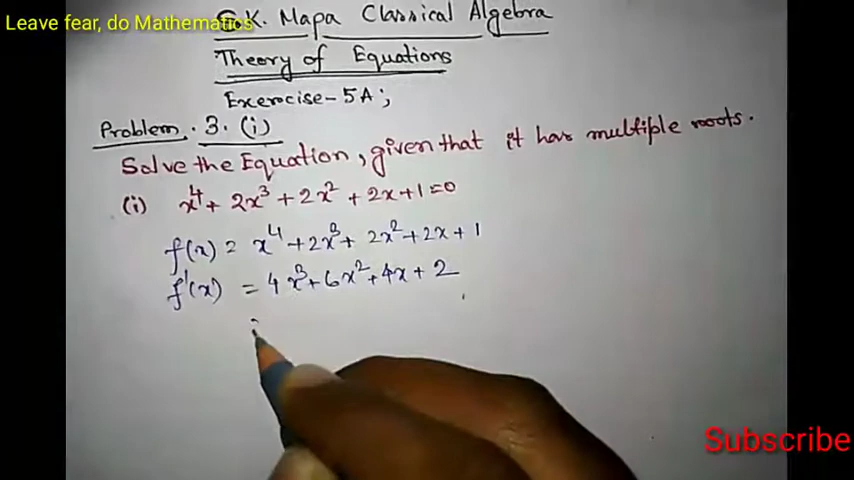 Leave fear, do Mathematics
S.K. Mapa Classical Algebra
Theory of Equations
Exercise-5A;
Problem. 3. (i)
Solve the Equation, given that it has multiple roots.
(i) x⁴+ 2x³+2x²+2x+1=0
f(x) = x⁴+2x³+ 2x²+2x+1
f'(x) = 4x³+6x²+4x+2
=
Subscribe